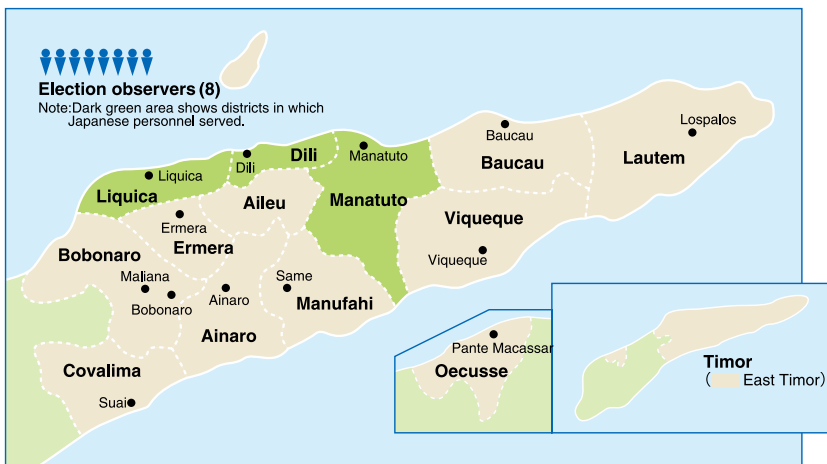 Election observers (8)
Note:Dark green area shows districts in which
Japanese personnel served.
Lospalos
Baucau
Baucau
Lautem
Dili
Manatuto
Dili
Liquica
Liquica
Aileu
Manatuto
Viqueque
Ermera
Ermera
Bobonaro
Viqueque
Maliana
Same
Bobonaro
Ainaro
Manufahi
Ainaro
Pante Macassar
Oecusse
Covalima
Suai
Timor
( East Timor)